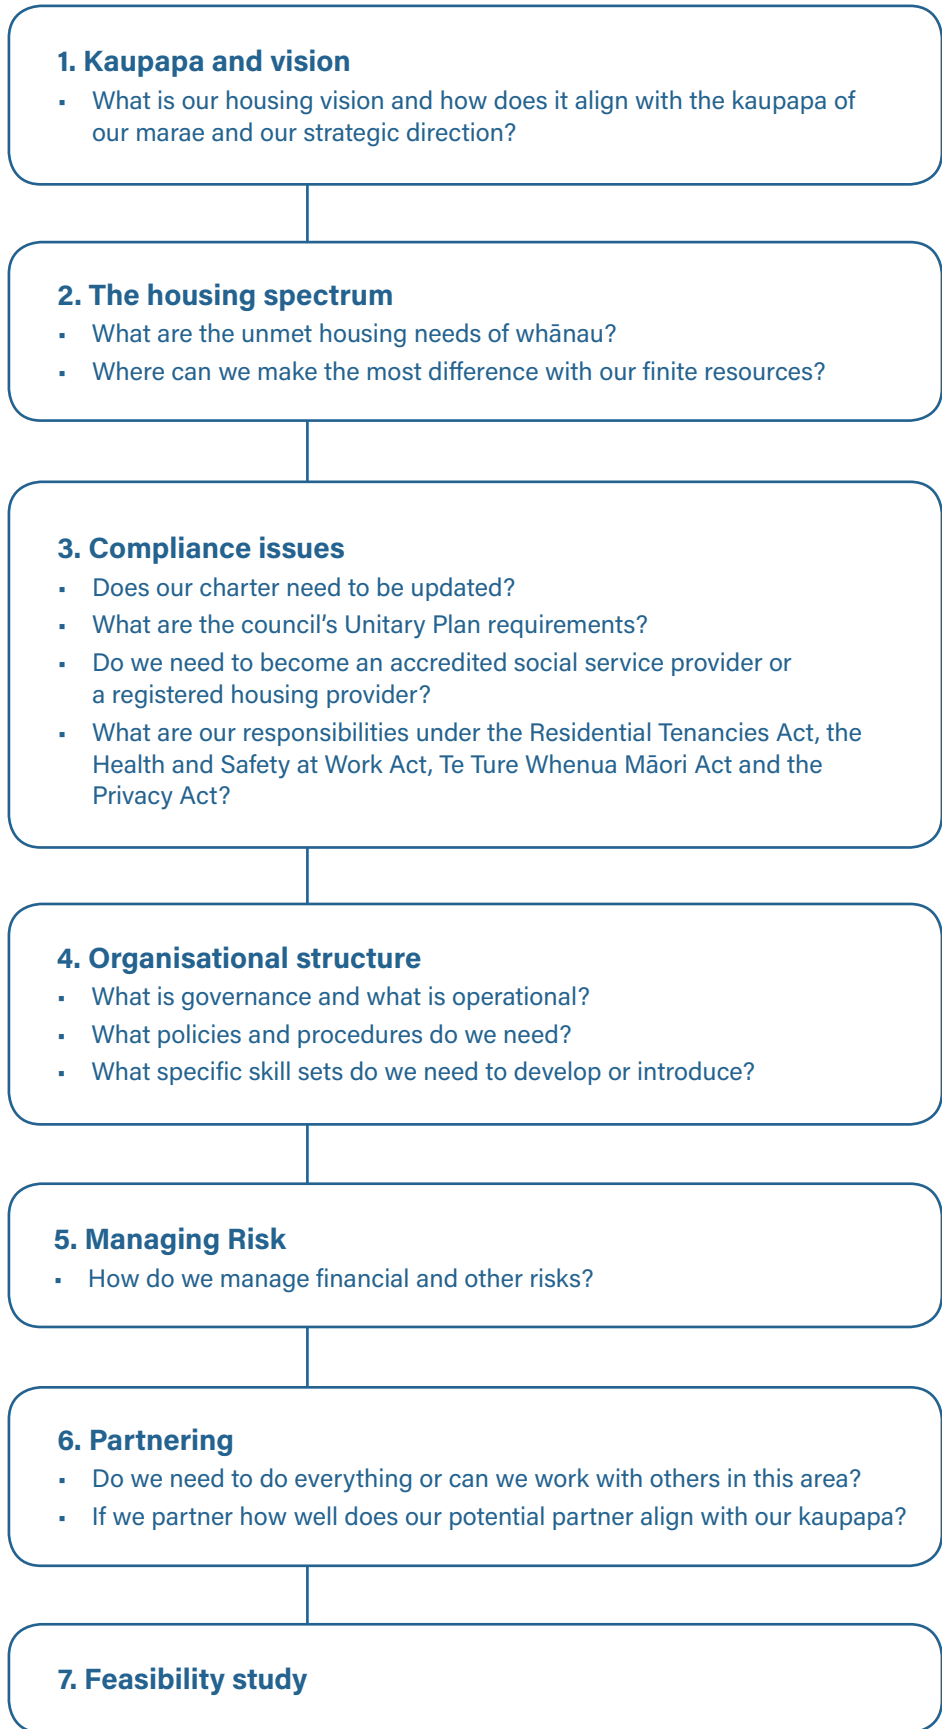 1. Kaupapa and vision
▪ What is our housing vision and how does it align with the kaupapa of
our marae and our strategic direction?
2. The housing spectrum
▪ What are the unmet housing needs of whānau?
▪ Where can we make the most difference with our finite resources?
3. Compliance issues
▪ Does our charter need to be updated?
▪ What are the council’s Unitary Plan requirements?
▪ Do we need to become an accredited social service provider or
a registered housing provider?
▪ What are our responsibilities under the Residential Tenancies Act, the
Health and Safety at Work Act, Te Ture Whenua Māori Act and the
Privacy Act?
4. Organisational structure
▪ What is governance and what is operational?
▪ What policies and procedures do we need?
▪ What specific skill sets do we need to develop or introduce?
5. Managing Risk
▪ How do we manage financial and other risks?
6. Partnering
▪ Do we need to do everything or can we work with others in this area?
▪ If we partner how well does our potential partner align with our kaupapa?
7. Feasibility study